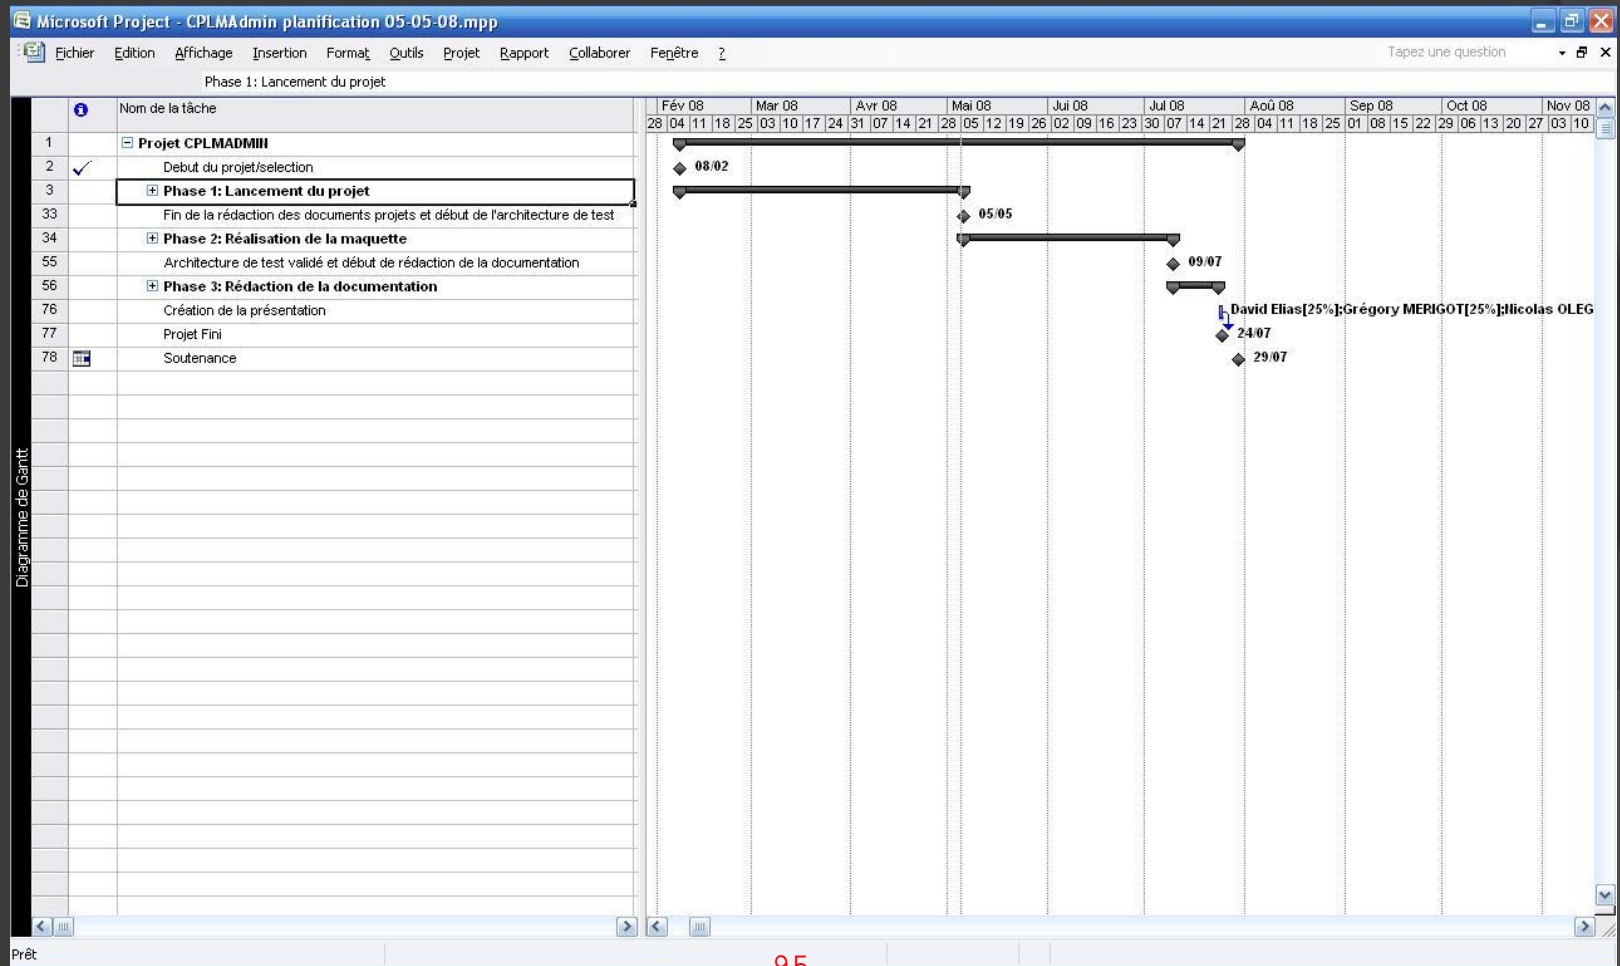 Microsoft Project - CPLMAdmin planification 05-05-08.mpp
Fichier Edition Affichage Insertion Format Outils Projet Rapport Collaborer Fenêtre ? Tapez une question
Phase 1: Lancement du projet
Nom de la tâche
Fév 08 Mar 08 Avr 08 Mai 08 Jui 08 Jul 08 Aoû 08 Sep 08 Oct 08 Nov 08
28 04 11 18 25 03 10 17 24 31 07 14 21 28 05 12 19 26 02 09 16 23 30 07 14 21 28 04 11 18 25 01 08 15 22 29 06 13 20 27 03 10
1 Projet CPLMADMIN
2 Debut du projet/selection 08/02
3 Phase 1: Lancement du projet
33 Fin de la rédaction des documents projets et début de l'architecture de test 05/05
34 Phase 2: Réalisation de la maquette
55 Architecture de test validé et début de rédaction de la documentation 09/07
56 Phase 3: Rédaction de la documentation
76 Création de la présentation David Elias[25%];Grégory MERIGOT[25%];Nicolas OLEG
77 Projet Fini 24/07
78 Soutenance 29/07
Diagramme de Gantt
Prêt
95